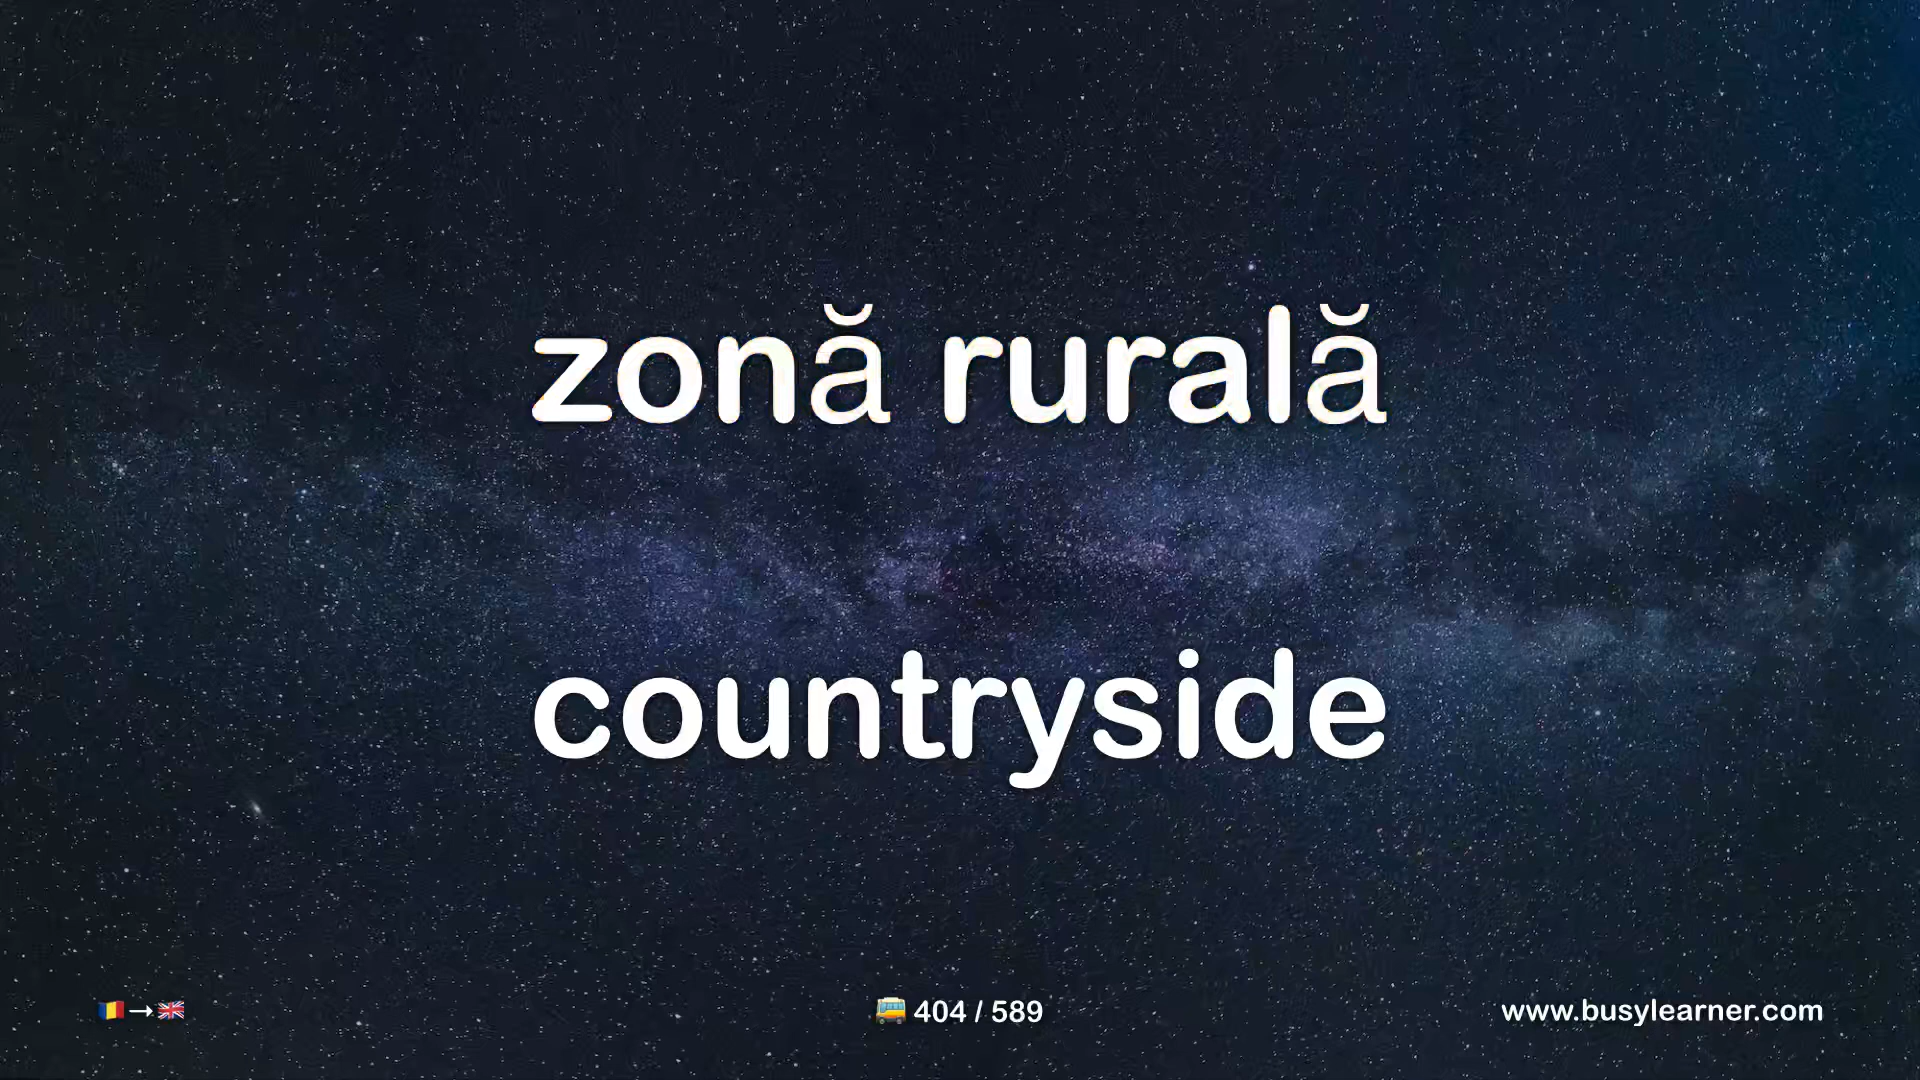 zonă rurală
countryside
🇷🇴→🇬🇧
🚌 404 / 589
www.busylearner.com